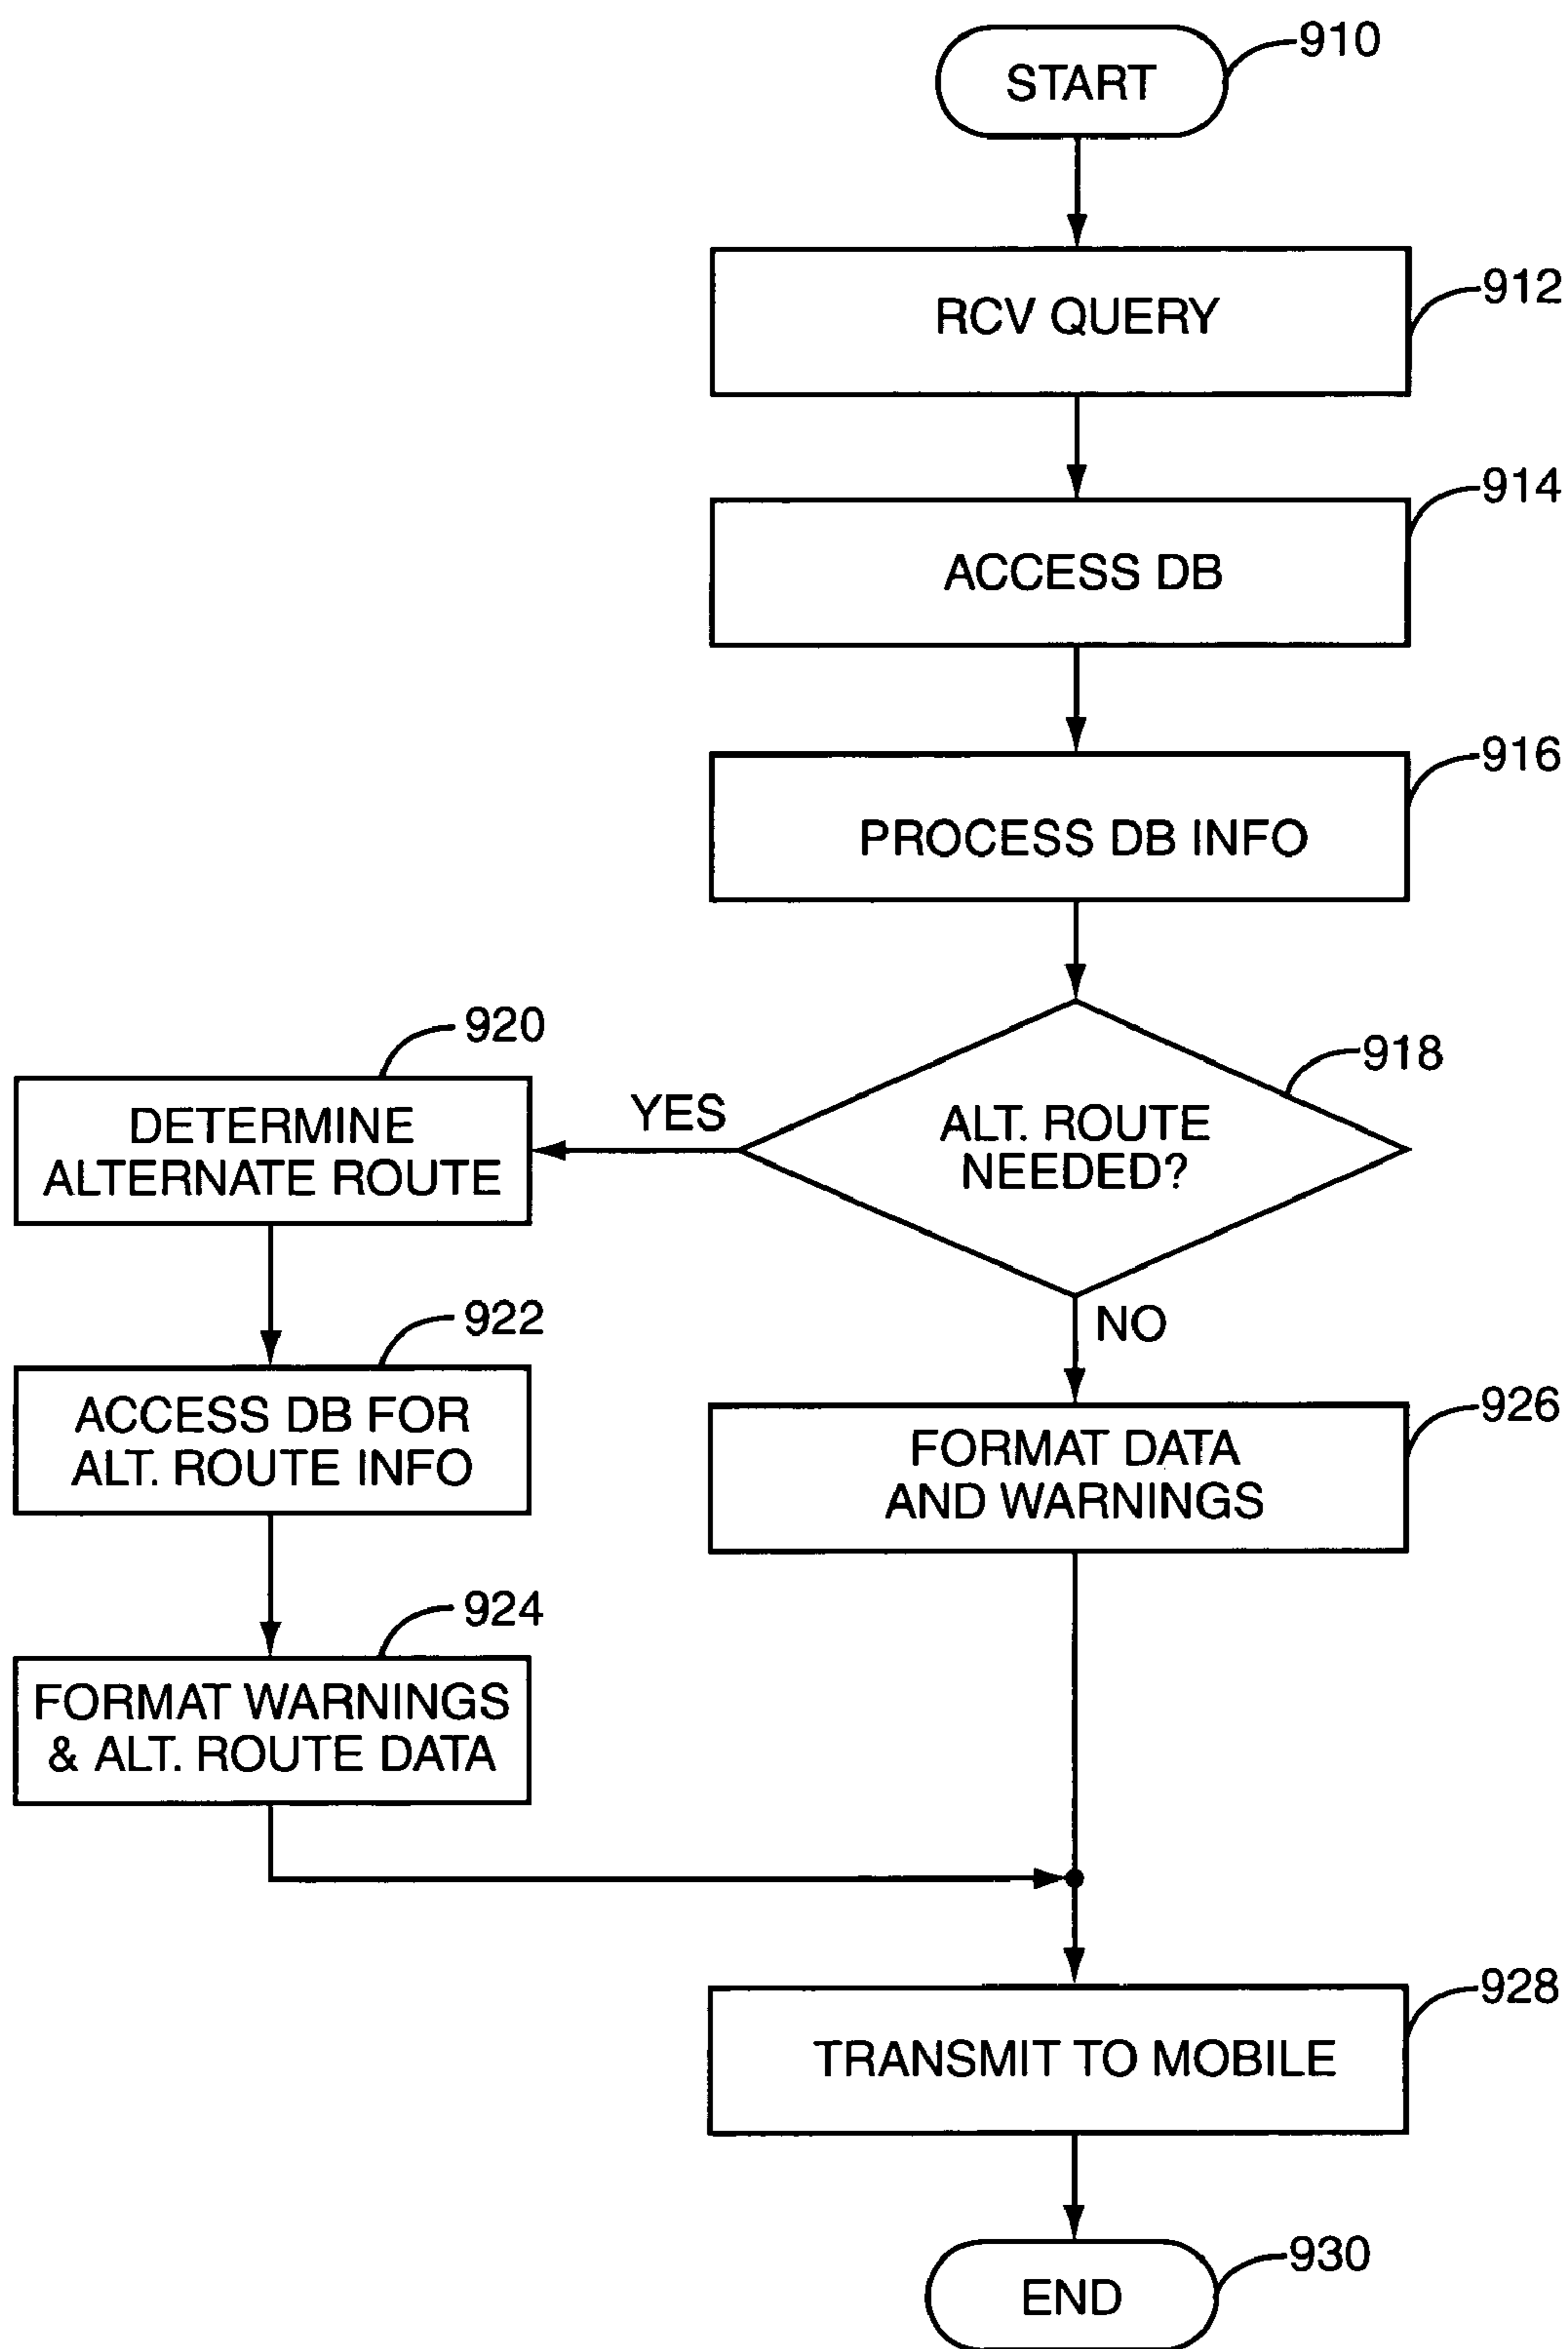 START
910
RCV QUERY
912
ACCESS DB
914
PROCESS DB INFO
916
ALT. ROUTE
NEEDED?
918
YES
NO
DETERMINE
ALTERNATE ROUTE
920
ACCESS DB FOR
ALT. ROUTE INFO
922
FORMAT WARNINGS
& ALT. ROUTE DATA
924
FORMAT DATA
AND WARNINGS
926
TRANSMIT TO MOBILE
928
END
930